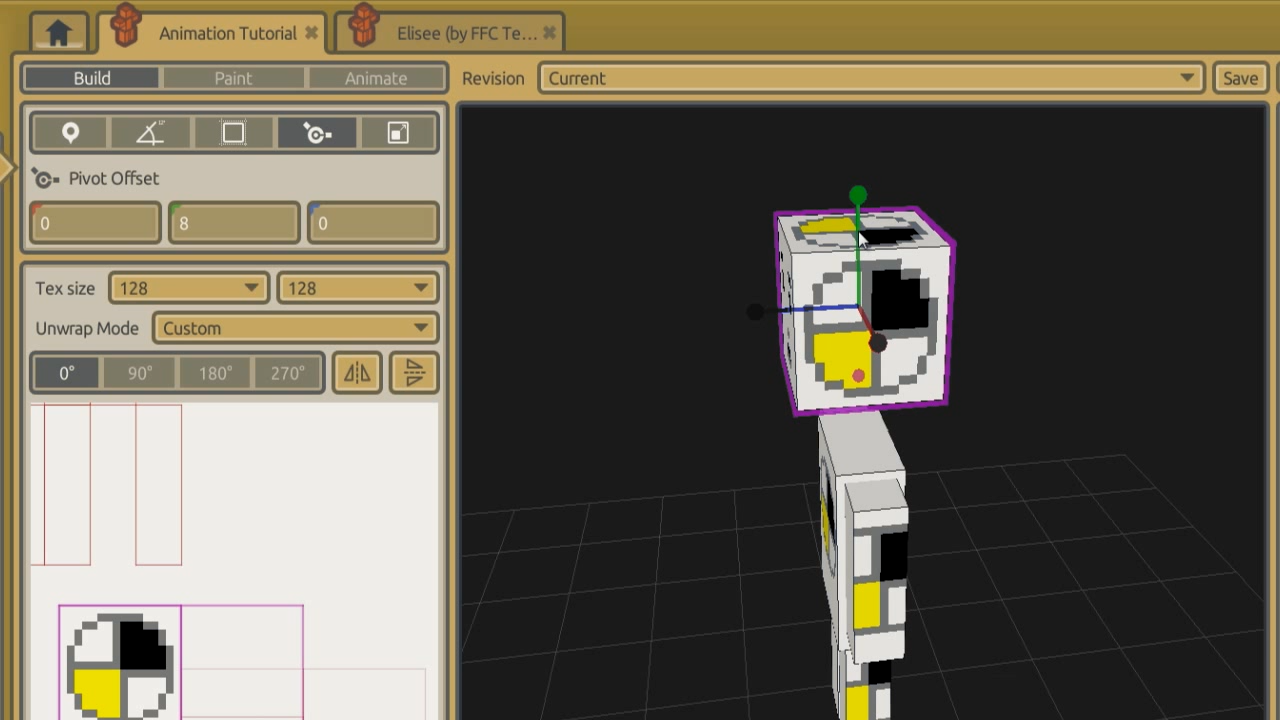 Animation Tutorial
Elisee (by FFC Te...
Build Paint Animate Revision Current Save
12°
Pivot Offset
0 8 0
Tex size 128 128
Unwrap Mode Custom
0° 90° 180° 270°